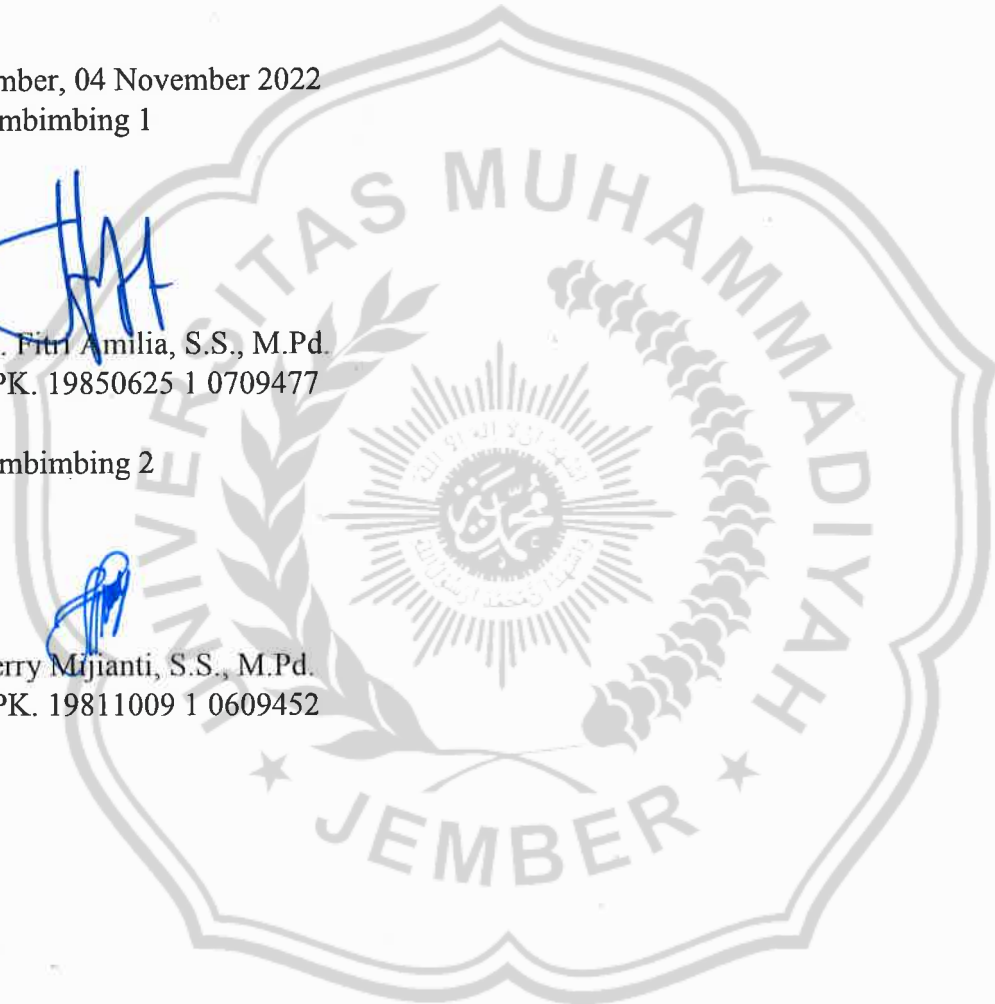 mber, 04 November 2022
mbimbing 1
. Fitri Amilia, S.S., M.Pd.
PK. 19850625 1 0709477
mbimbing 2
erry Mijianti, S.S., M.Pd.
PK. 19811009 1 0609452
UNIVERSITAS MUHAMMADIYAH
JEMBER